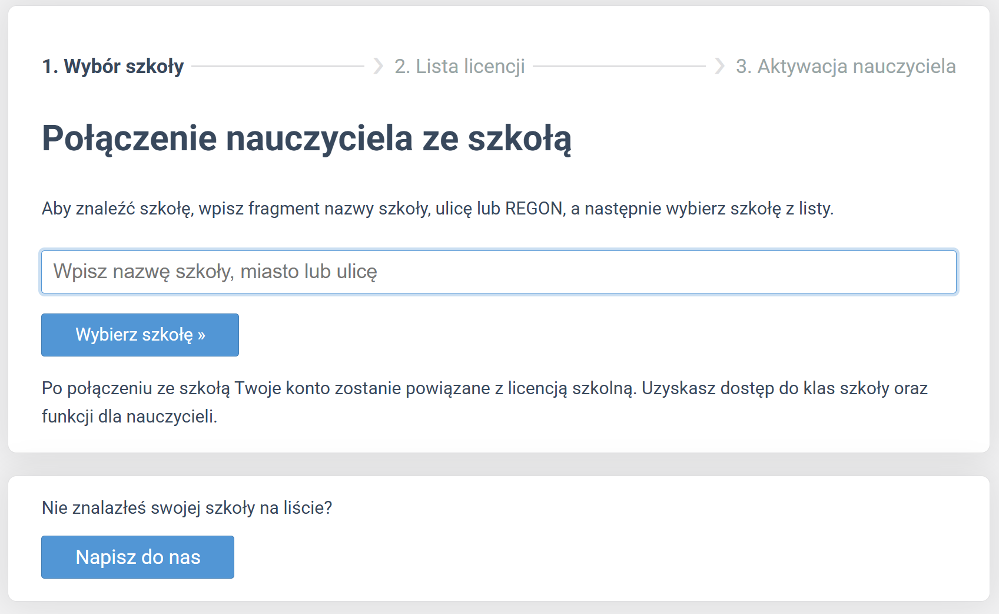 1. Wybór szkoły 2. Lista licencji 3. Aktywacja nauczyciela
Połączenie nauczyciela ze szkołą
Aby znaleźć szkołę, wpisz fragment nazwy szkoły, ulicę lub REGON, a następnie wybierz szkołę z listy.
Wpisz nazwę szkoły, miasto lub ulicę
Wybierz szkołę »
Po połączeniu ze szkołą Twoje konto zostanie powiązane z licencją szkolną. Uzyskasz dostęp do klas szkoły oraz
funkcji dla nauczycieli.
Nie znalazłeś swojej szkoły na liście?
Napisz do nas